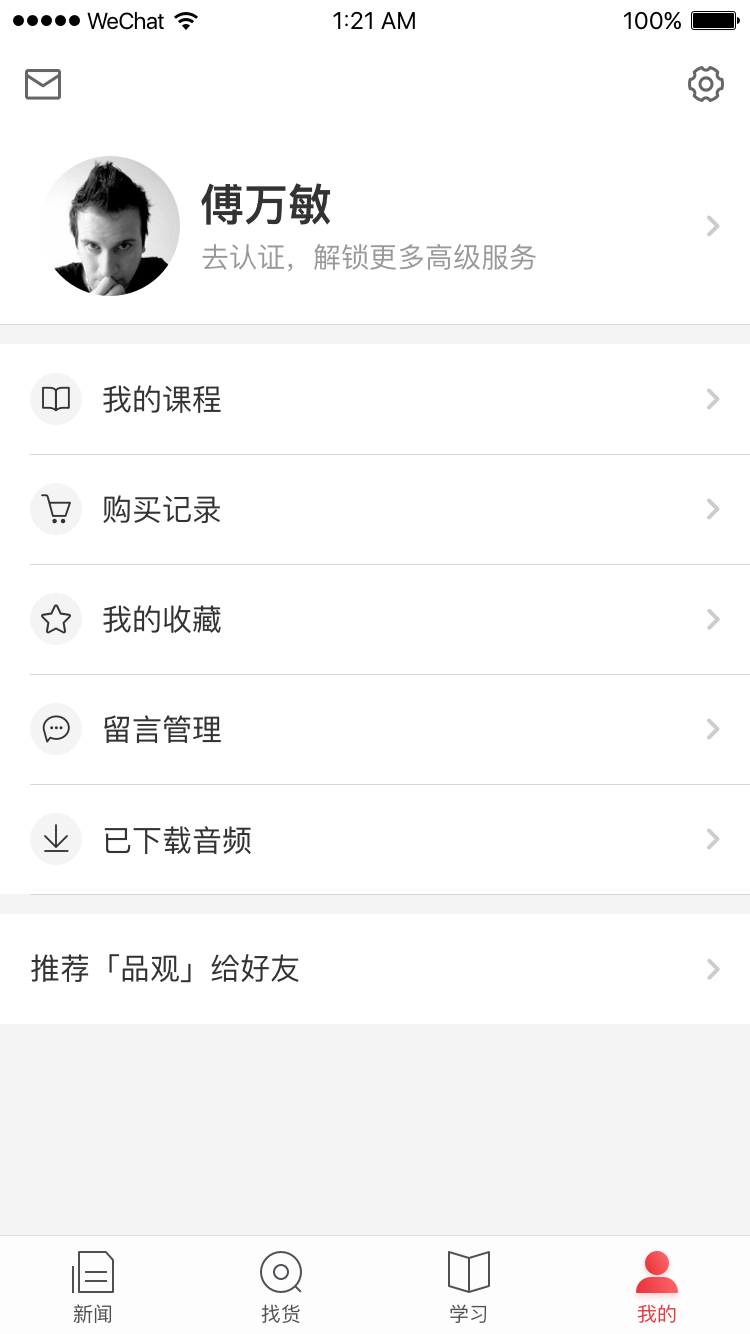 WeChat 1:21 AM 100%
傅万敏
去认证，解锁更多高级服务
我的课程
购买记录
我的收藏
留言管理
已下载音频
推荐「品观」给好友
新闻 找货 学习 我的